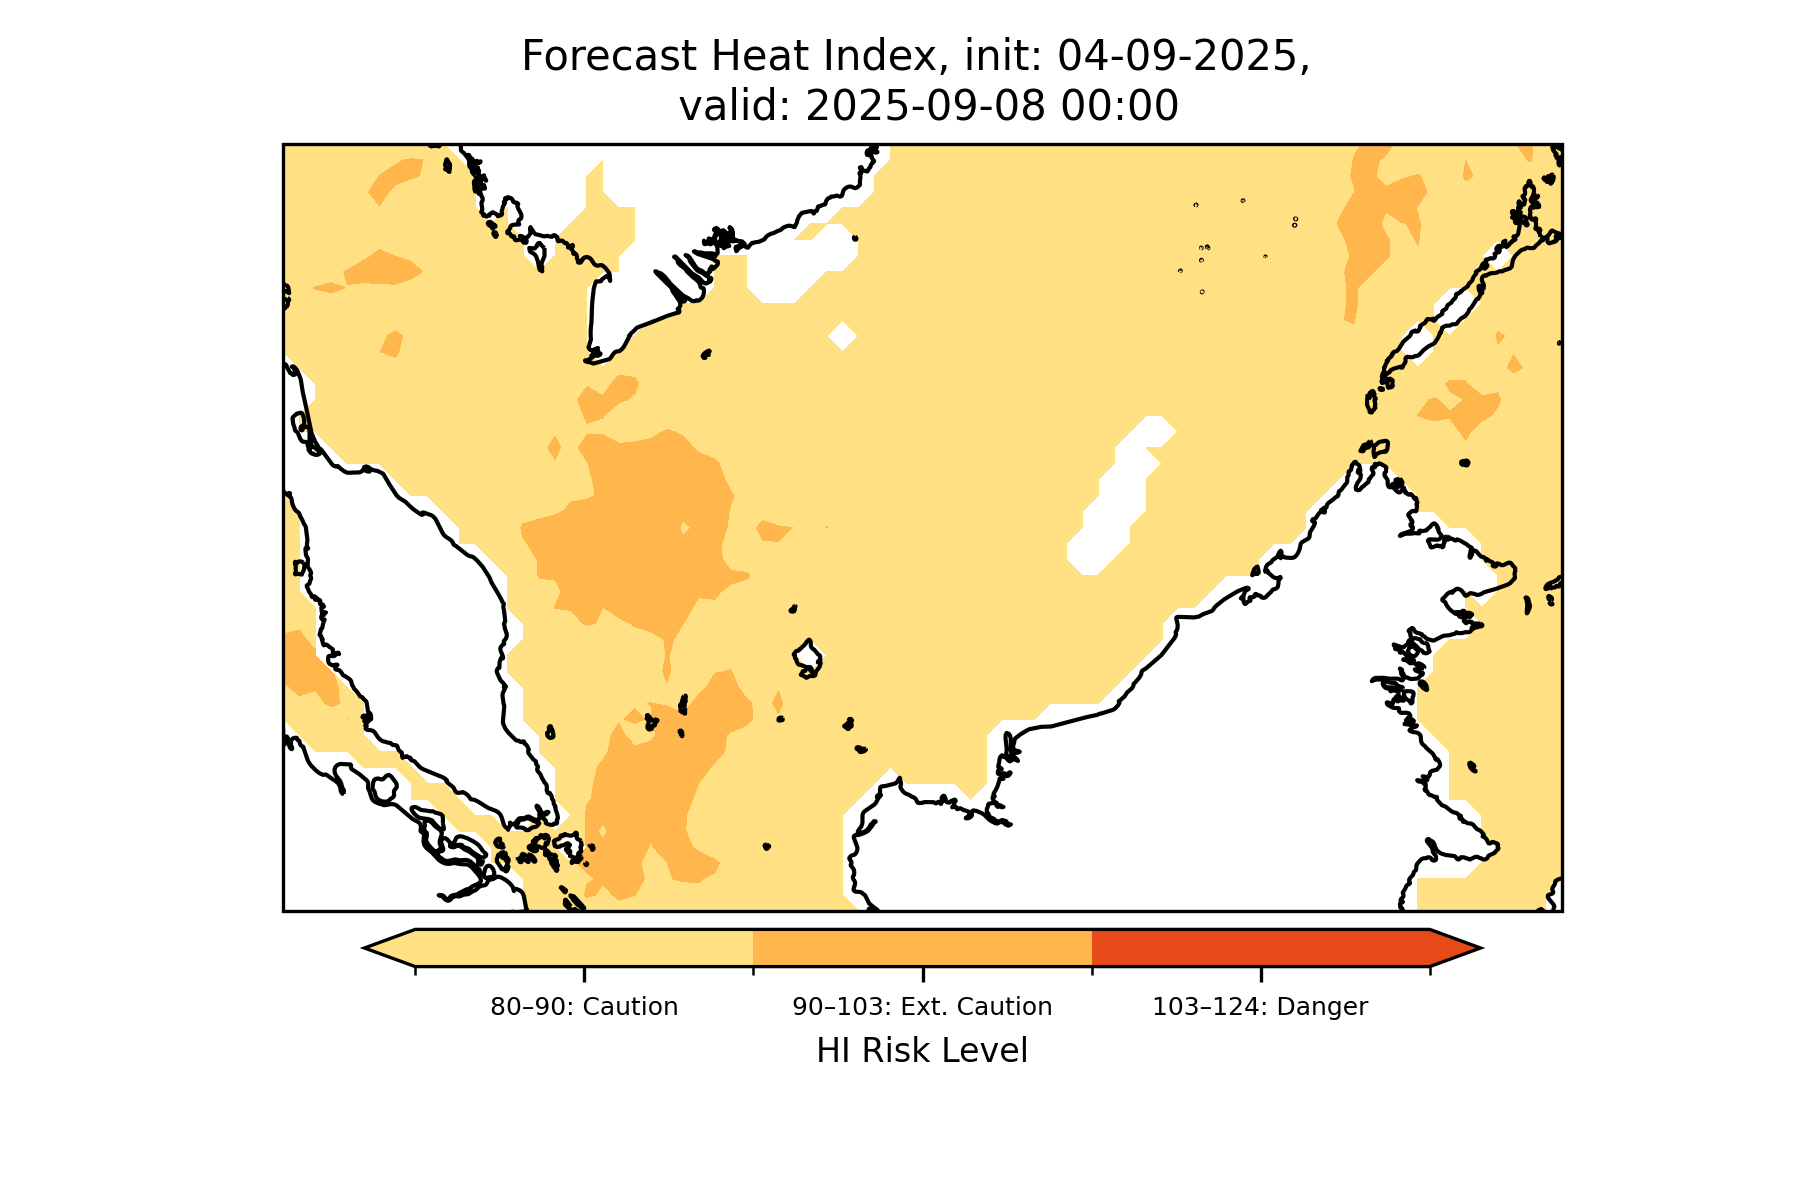 Forecast Heat Index, init: 04-09-2025,
valid: 2025-09-08 00:00
80–90: Caution
90–103: Ext. Caution
103–124: Danger
HI Risk Level